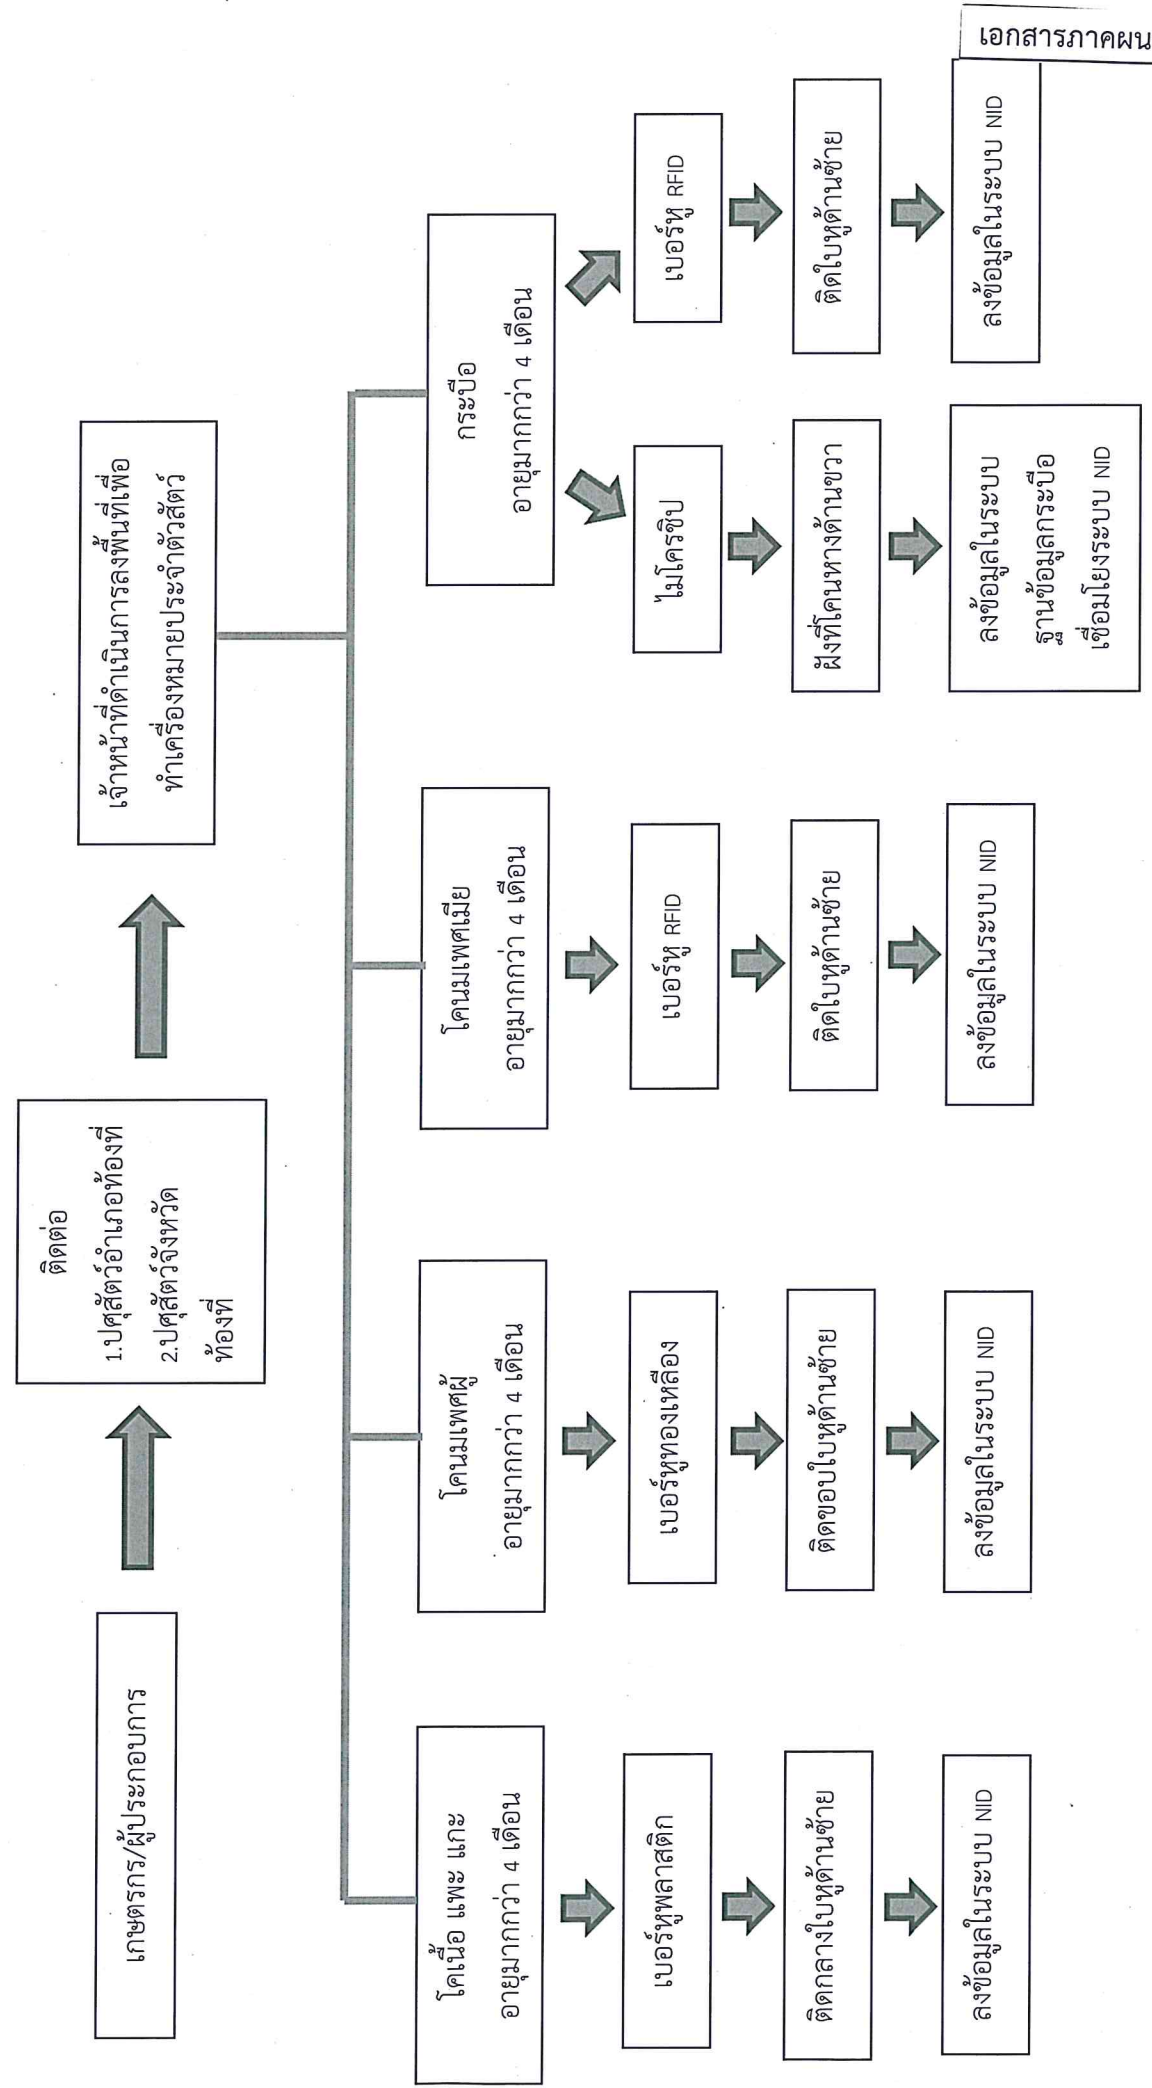 เอกสารภาคผน
เกษตรกร/ผู้ประกอบการ
ติดต่อ
1.ปศุสัตว์อำเภอท้องที่
2.ปศุสัตว์จังหวัด
ท้องที่
เจ้าหน้าที่ดำเนินการลงพื้นที่เพื่อ
ทำเครื่องหมายประจำตัวสัตว์
โคเนื้อ แพะ แกะ
อายุมากกว่า 4 เดือน
เบอร์หูพลาสติก
ติดกลางใบหูด้านซ้าย
ลงข้อมูลในระบบ NID
โคนมเพศผู้
อายุมากกว่า 4 เดือน
เบอร์หูทองเหลือง
ติดขอบใบหูด้านซ้าย
ลงข้อมูลในระบบ NID
โคนมเพศเมีย
อายุมากกว่า 4 เดือน
เบอร์หู RFID
ติดใบหูด้านซ้าย
ลงข้อมูลในระบบ NID
กระบือ
อายุมากกว่า 4 เดือน
ไมโครชิป
ฝังที่โคนหางด้านขวา
ลงข้อมูลในระบบ
ฐานข้อมูลกระบือ
เชื่อมโยงระบบ NID
เบอร์หู RFID
ติดใบหูด้านซ้าย
ลงข้อมูลในระบบ NID